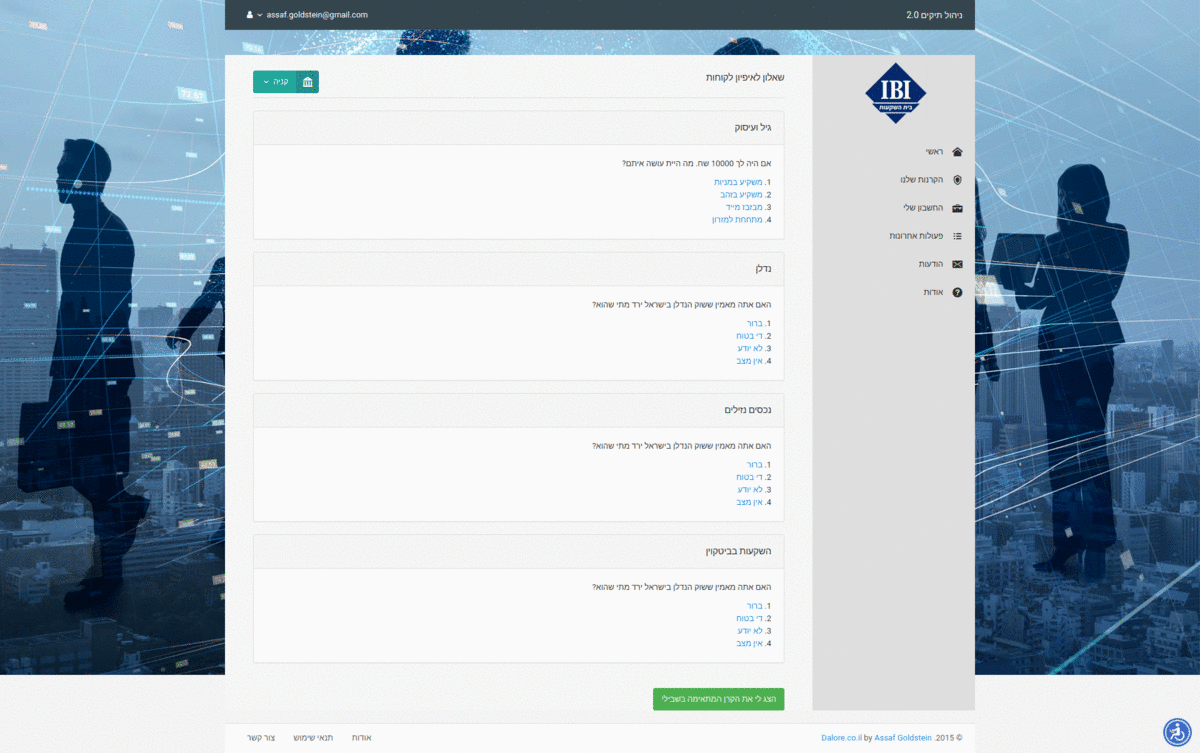 ניהול תיקים 2.0
assaf.goldstein@gmail.com
IBI
בית השקעות
ראשי
הקרנות שלנו
החשבון שלי
פעולות אחרונות
הודעות
אודות
שאלון לאיפיון לקוחות
קניה
גיל ועיסוק
אם היה לך 10000 שח. מה היית עושה איתם?
1. משקיע במניות
2. משקיע בזהב
3. מבזבז מייד
4. מתחחת למזרון
נדלן
האם אתה מאמין ששוק הנדלן בישראל ירד מתי שהוא?
1. ברור
2. די בטוח
3. לא יודע
4. אין מצב
נכסים נזילים
האם אתה מאמין ששוק הנדלן בישראל ירד מתי שהוא?
1. ברור
2. די בטוח
3. לא יודע
4. אין מצב
השקעות בביטקוין
האם אתה מאמין ששוק הנדלן בישראל ירד מתי שהוא?
1. ברור
2. די בטוח
3. לא יודע
4. אין מצב
הצג לי את הקרן המתאימה בשבילי
Dalore.co.il by Assaf Goldstein .2015 ©
אודות
תנאי שימוש
צור קשר